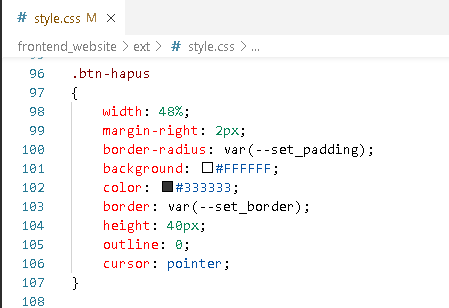 # style.css M ×
frontend_website > ext > # style.css > ...
96 .btn-hapus
97 {
98 width: 48%;
99 margin-right: 2px;
100 border-radius: var(--set_padding);
101 background: #FFFFFF;
102 color: #333333;
103 border: var(--set_border);
104 height: 40px;
105 outline: 0;
106 cursor: pointer;
107 }
108